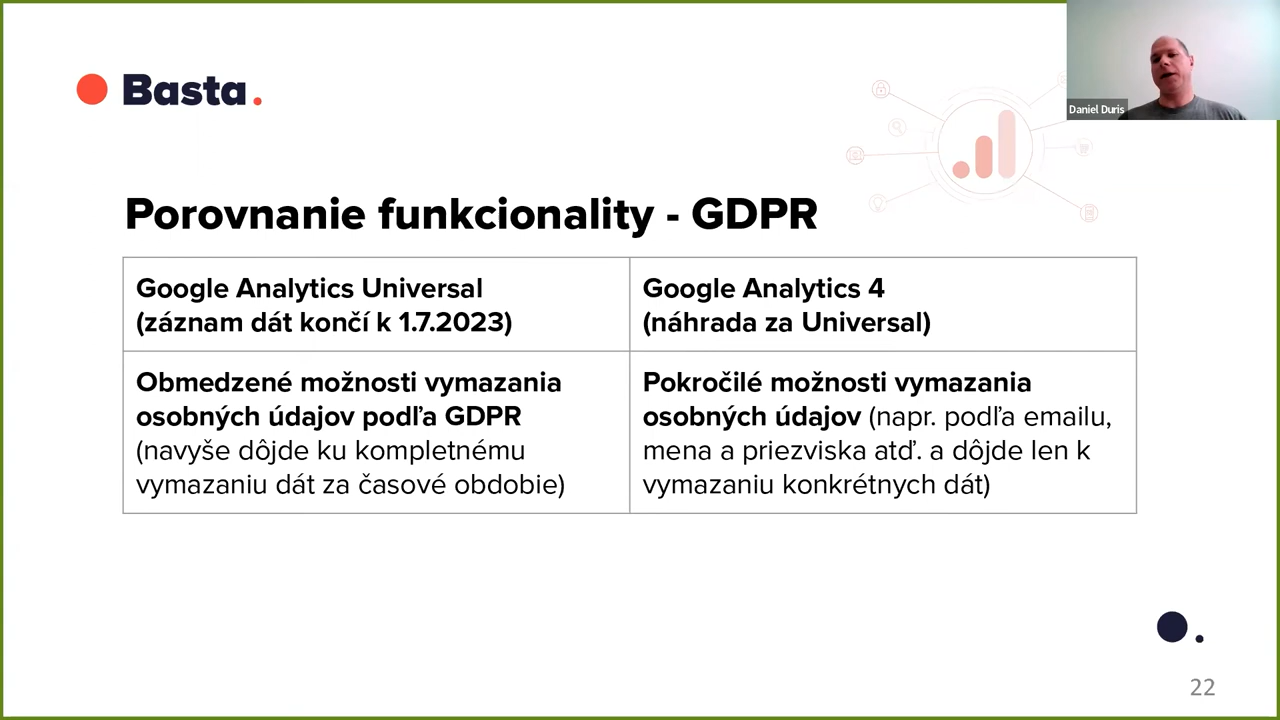 Basta.
Daniel Duris
Porovnanie funkcionality - GDPR
Google Analytics Universal
(záznam dát končí k 1.7.2023)
Google Analytics 4
(náhrada za Universal)
Obmedzené možnosti vymazania
osobných údajov podľa GDPR
(navyše dôjde ku kompletnému
vymazaniu dát za časové obdobie)
Pokročilé možnosti vymazania
osobných údajov (napr. podľa emailu,
mena a priezviska atď. a dôjde len k
vymazaniu konkrétnych dát)
22